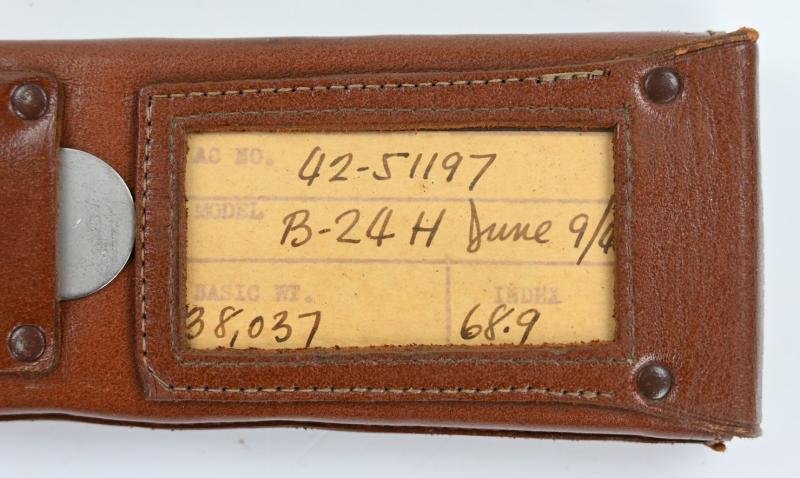 AC NO. 42-51197
MODEL B-24 H June 9/4
BASIC WT. INDEX
38,037 68.9